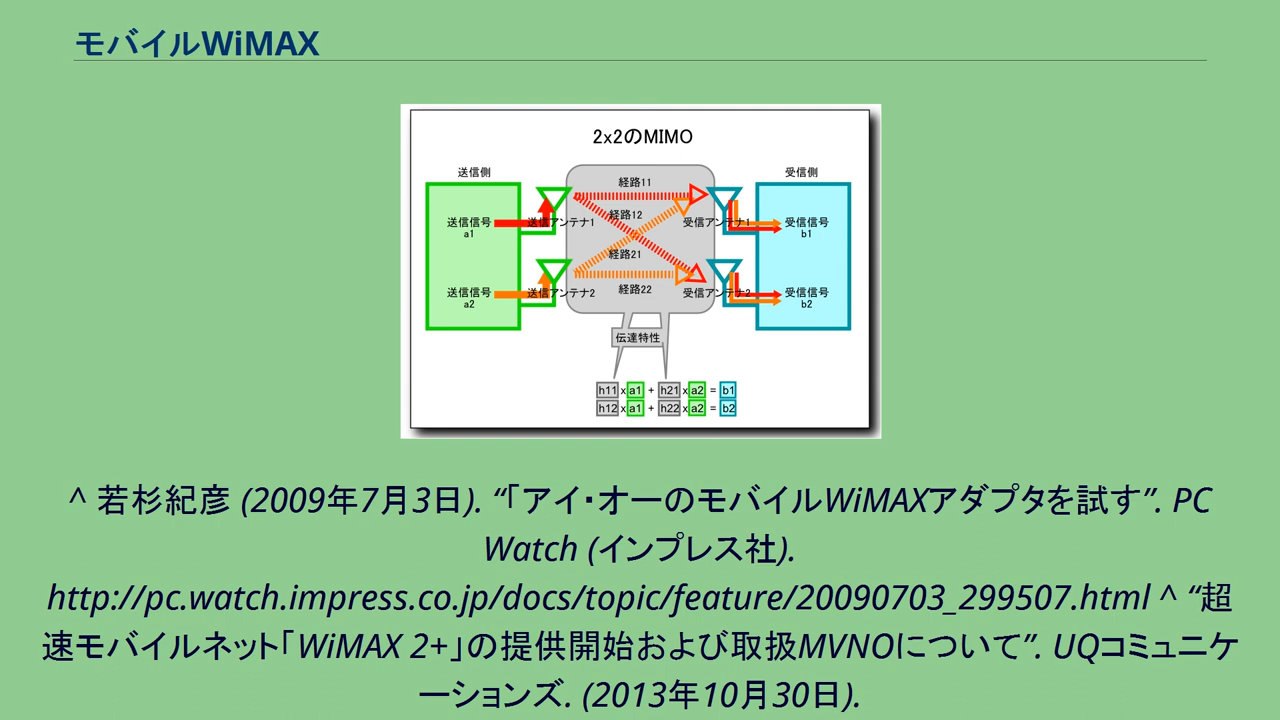 モバイルWiMAX
2x2のMIMO
送信側
受信側
経路11
送信信号
a1
送信アンテナ1
経路12
受信アンテナ1
受信信号
b1
経路21
送信信号
a2
送信アンテナ2
経路22
受信アンテナ2
受信信号
b2
伝達特性
h11 x a1 + h21 x a2 = b1
h12 x a1 + h22 x a2 = b2
^ 若杉紀彦 (2009年7月3日). “「アイ・オーのモバイルWiMAXアダプタを試す”. PC
Watch (インプレス社).
http://pc.watch.impress.co.jp/docs/topic/feature/20090703_299507.html ^ “超
速モバイルネット「WiMAX 2+」の提供開始および取扱MVNOについて”. UQコミュニケ
ーションズ. (2013年10月30日).